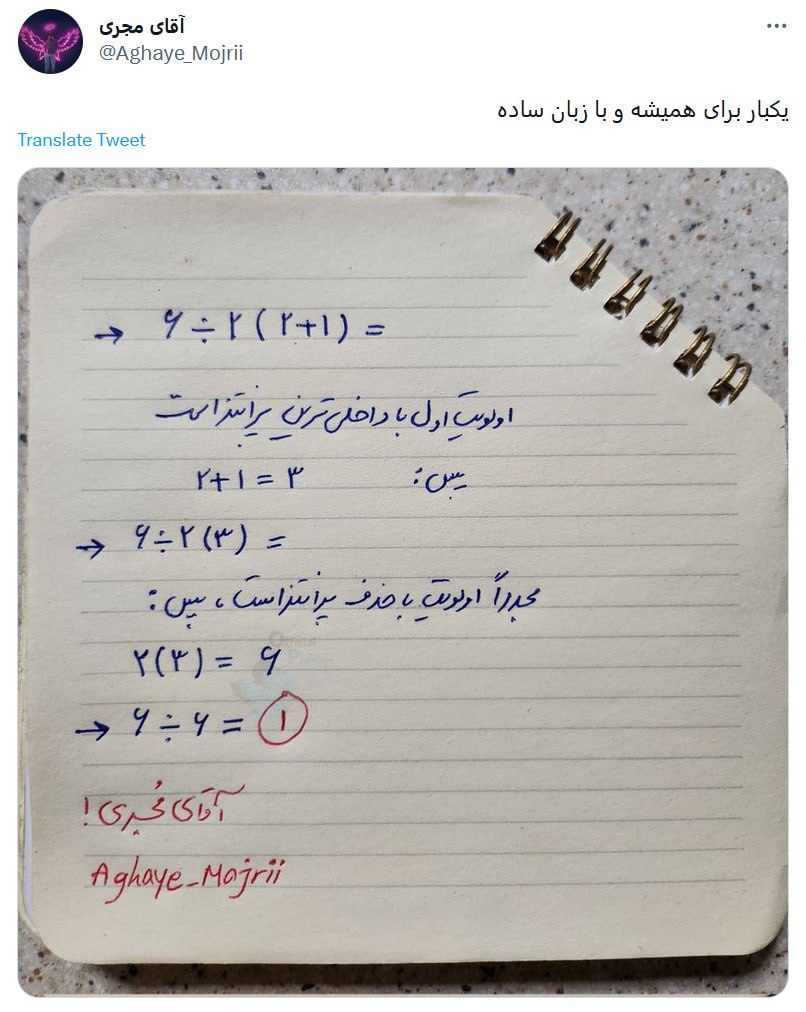 آقای مجری
@Aghaye_Mojrii
یکبار برای همیشه و با زبان ساده
Translate Tweet
→ ۶ ÷ ۲ ( ۲+۱ ) =
اولویت اول با داخلی ترین پرانتز است
پس: ۲+۱ = ۳
→ ۶ ÷ ۲ (۳) =
مجدداً اولویت با حذف پرانتز است، پس:
۲(۳) = ۶
→ ۶ ÷ ۶ = ۱
آقای مُجری!
Aghaye_Mojrii